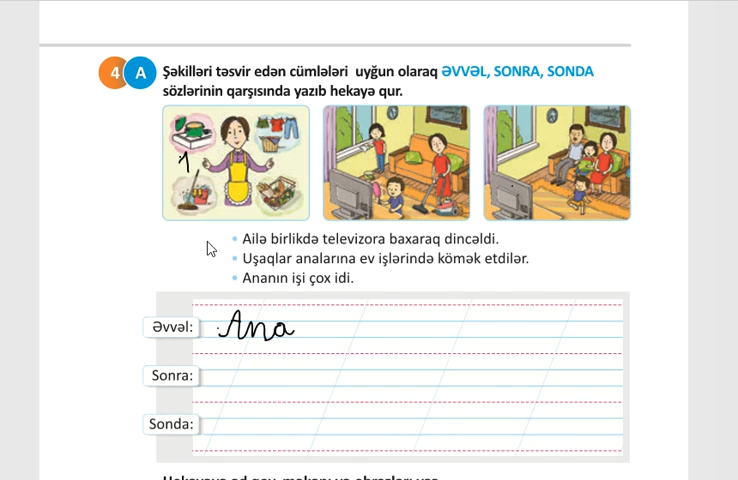 4 A Şəkilləri təsvir edən cümlələri uyğun olaraq ƏVVƏL, SONRA, SONDA
sözlərinin qarşısında yazıb hekayə qur.
1
• Ailə birlikdə televizora baxaraq dincəldi.
• Uşaqlar analarına ev işlərində kömək etdilər.
• Ananın işi çox idi.
Əvvəl: Ana
Sonra:
Sonda: